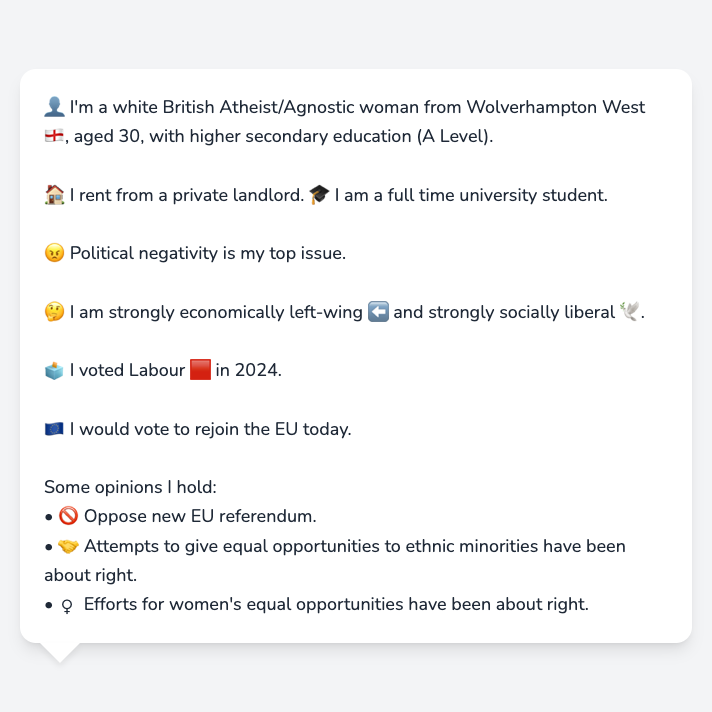 👤 I'm a white British Atheist/Agnostic woman from Wolverhampton West
🏴󠁧󠁢󠁥󠁮󠁧󠁿, aged 30, with higher secondary education (A Level).
🏠 I rent from a private landlord. 🎓 I am a full time university student.
😠 Political negativity is my top issue.
🤔 I am strongly economically left-wing ⬅️ and strongly socially liberal 🕊️.
🗳️ I voted Labour 🟥 in 2024.
🇪🇺 I would vote to rejoin the EU today.
Some opinions I hold:
• 🚫 Oppose new EU referendum.
• 🤝 Attempts to give equal opportunities to ethnic minorities have been
about right.
• ♀ Efforts for women's equal opportunities have been about right.